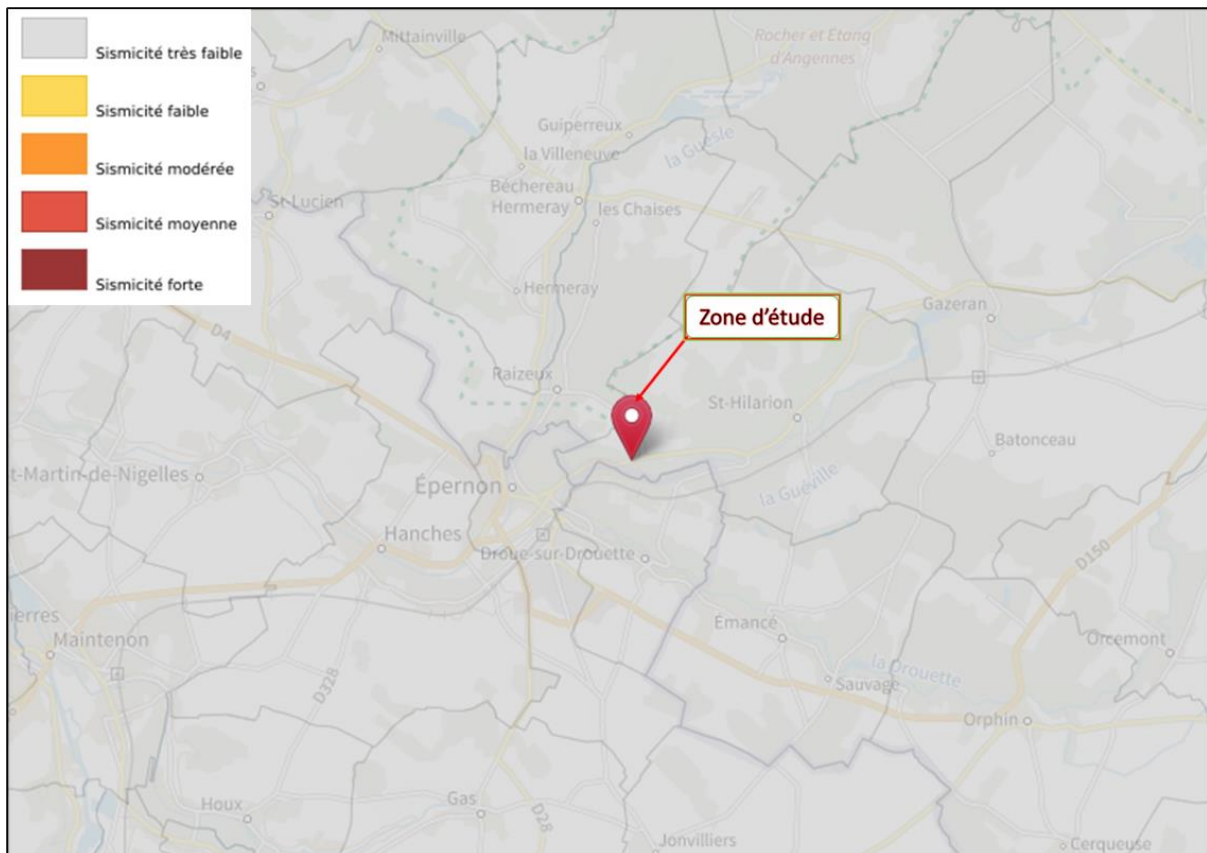 Sismicité très faible
Sismicité faible
Sismicité modérée
Sismicité moyenne
Sismicité forte
Mittainville
Rocher et Étang
d'Angennes
Guiperreux
la Guesle
la Villeneuve
Béchereau
Hermeray
St-Lucien
les Chaises
Hermeray
Gazeran
Zone d'étude
D4
Raizeux
St-Hilarion
Batonceau
t-Martin-de-Nigelles
Épernon
la Guéville
Hanches
Droue-sur-Drouette
D150
ierres
Maintenon
Émancé
Orcemont
la Drouette
D328
Sauvage
Orphin
Houx
Gas
D28
Jonvilliers
Cerqueuse